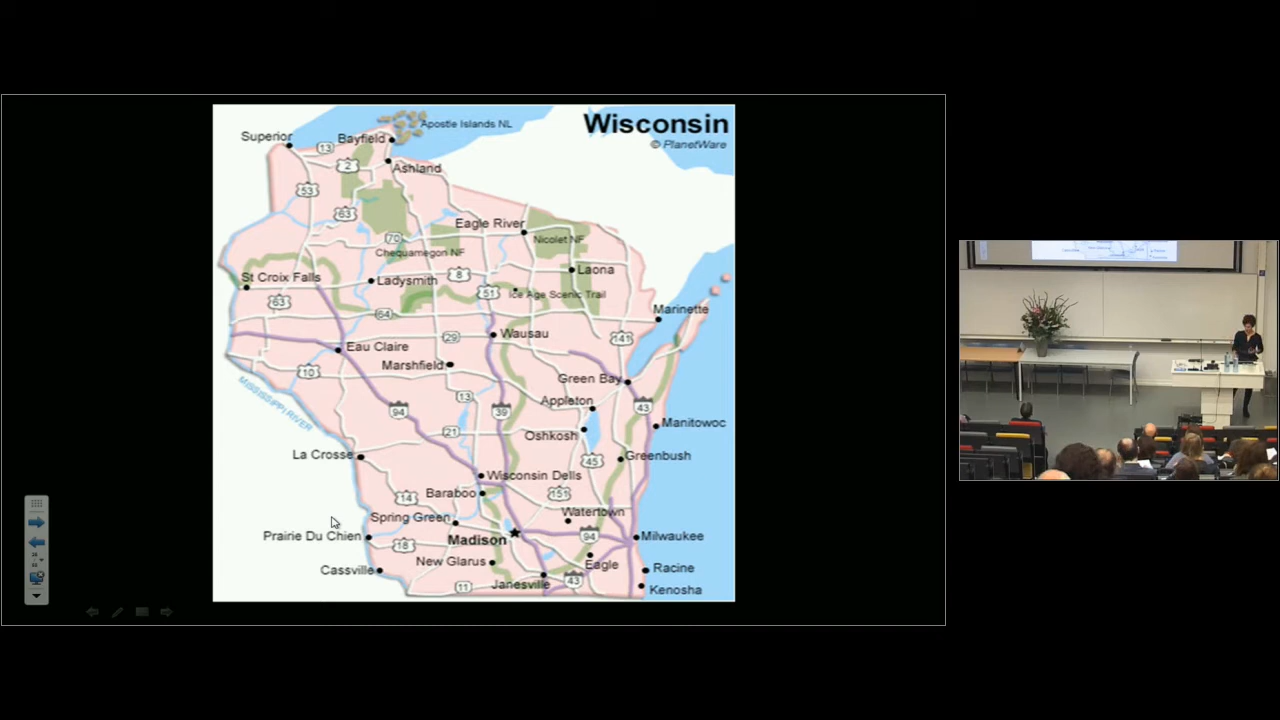 Wisconsin
© PlanetWare
Apostle Islands NL
Superior
Bayfield
13
2
Ashland
53
63
Eagle River
70
Nicolet NF
Chequamegon NF
St Croix Falls
Ladysmith
8
Laona
51
Ice Age Scenic Trail
63
64
Marinette
29
Wausau
141
Eau Claire
Marshfield
10
Green Bay
MISSISSIPPI RIVER
94
13
39
Appleton
43
21
Oshkosh
Manitowoc
La Crosse
45
Greenbush
Wisconsin Dells
14
Baraboo
151
Spring Green
Watertown
Prairie Du Chien
18
Madison
94
Milwaukee
New Glarus
Eagle
Cassville
Racine
11
Janesville
43
Kenosha